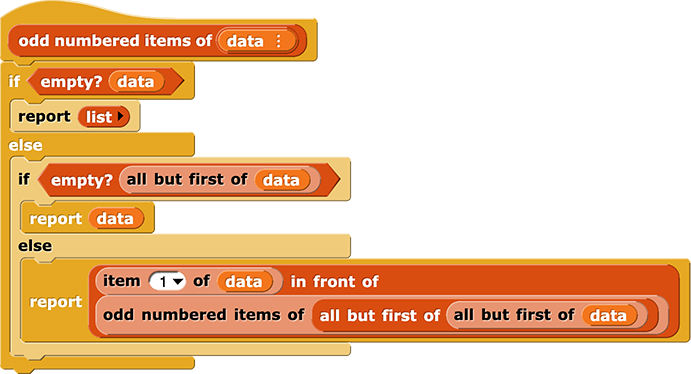 odd numbered items of data ⋮
if empty? data
report list
else
if empty? all but first of data
report data
else
item 1 of data in front of
report
odd numbered items of all but first of all but first of data